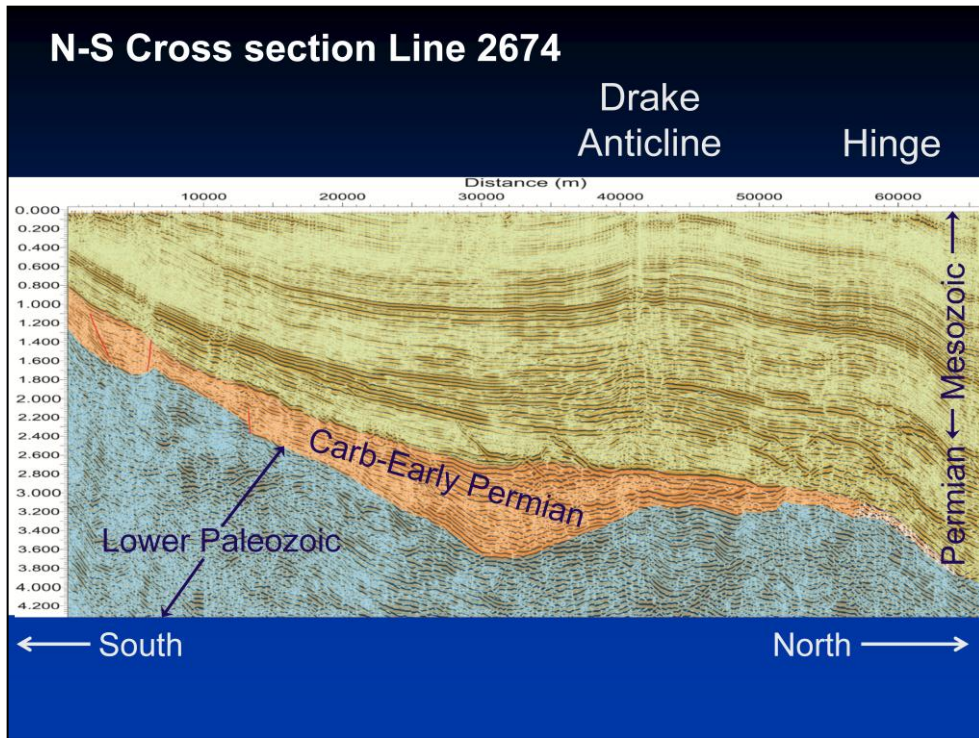 N-S Cross section Line 2674
Drake
Anticline
Hinge
Distance (m)
10000 20000 30000 40000 50000 60000
0.000
0.200
0.400
0.600
0.800
1.000
1.200
1.400
1.600
1.800
2.000
2.200
2.400
2.600
2.800
3.000
3.200
3.400
3.600
3.800
4.000
4.200
Carb-Early Permian
Lower Paleozoic
Permian ← Mesozoic
South
North